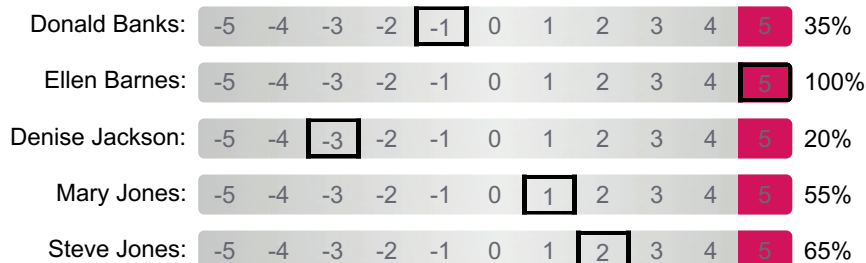 Donald Banks: -5 -4 -3 -2 -1 0 1 2 3 4 5 35%
Ellen Barnes: -5 -4 -3 -2 -1 0 1 2 3 4 5 100%
Denise Jackson: -5 -4 -3 -2 -1 0 1 2 3 4 5 20%
Mary Jones: -5 -4 -3 -2 -1 0 1 2 3 4 5 55%
Steve Jones: -5 -4 -3 -2 -1 0 1 2 3 4 5 65%